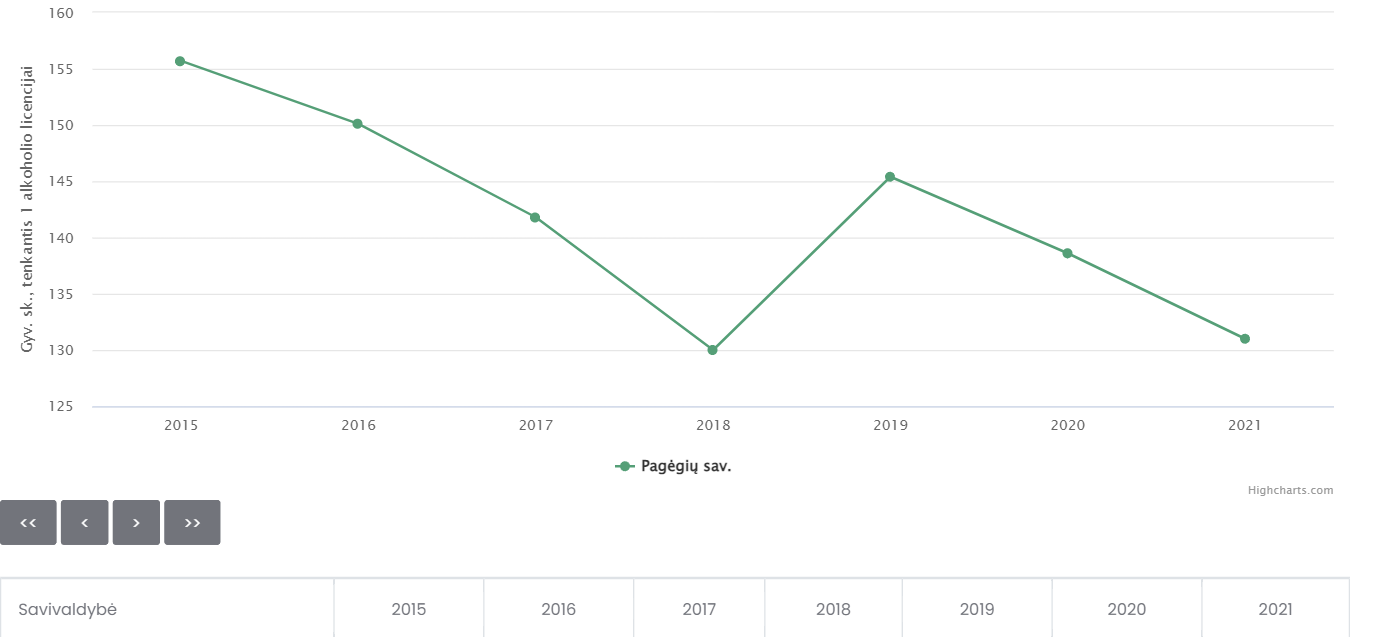 160
155
150
145
140
135
130
125
Gyv. sk., tenkantis 1 alkoholio licencijai
2015 2016 2017 2018 2019 2020 2021
Pagėgių sav.
Highcharts.com
<< < > >>
Savivaldybė 2015 2016 2017 2018 2019 2020 2021